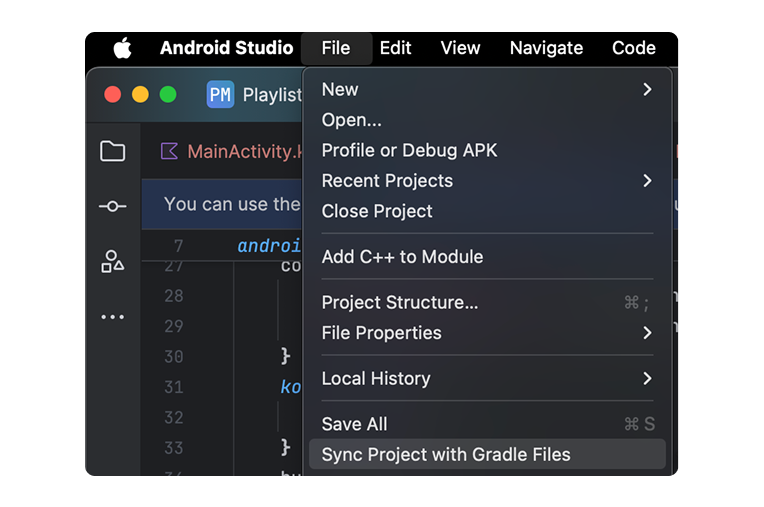 Android Studio File Edit View Navigate Code
PM Playlist
New
Open...
Profile or Debug APK
Recent Projects
Close Project
Add C++ to Module
Project Structure... ⌘ ;
File Properties
Local History
Save All ⌘ S
Sync Project with Gradle Files
MainActivity.k
You can use the
7 androi
27 co
28
29
30 }
31 ko
32
33 }